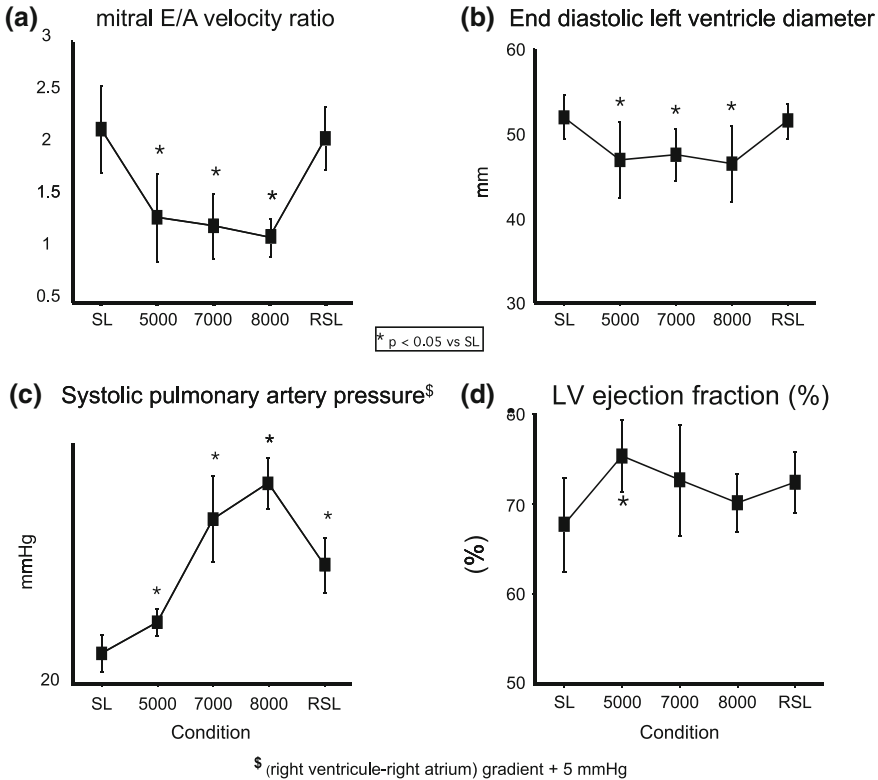 (a) mitral E/A velocity ratio
3
2.5
2
1.5
1
0.5
* * *
SL 5000 7000 8000 RSL
(b) End diastolic left ventricle diameter
60
50
40
30
mm
* * *
SL 5000 7000 8000 RSL
* p < 0.05 vs SL
(c) Systolic pulmonary artery pressure$
mmHg
20
* * * *
SL 5000 7000 8000 RSL
Condition
(d) LV ejection fraction (%)
80
70
60
50
(%)
*
SL 5000 7000 8000 RSL
Condition
$ (right ventricule-right atrium) gradient + 5 mmHg